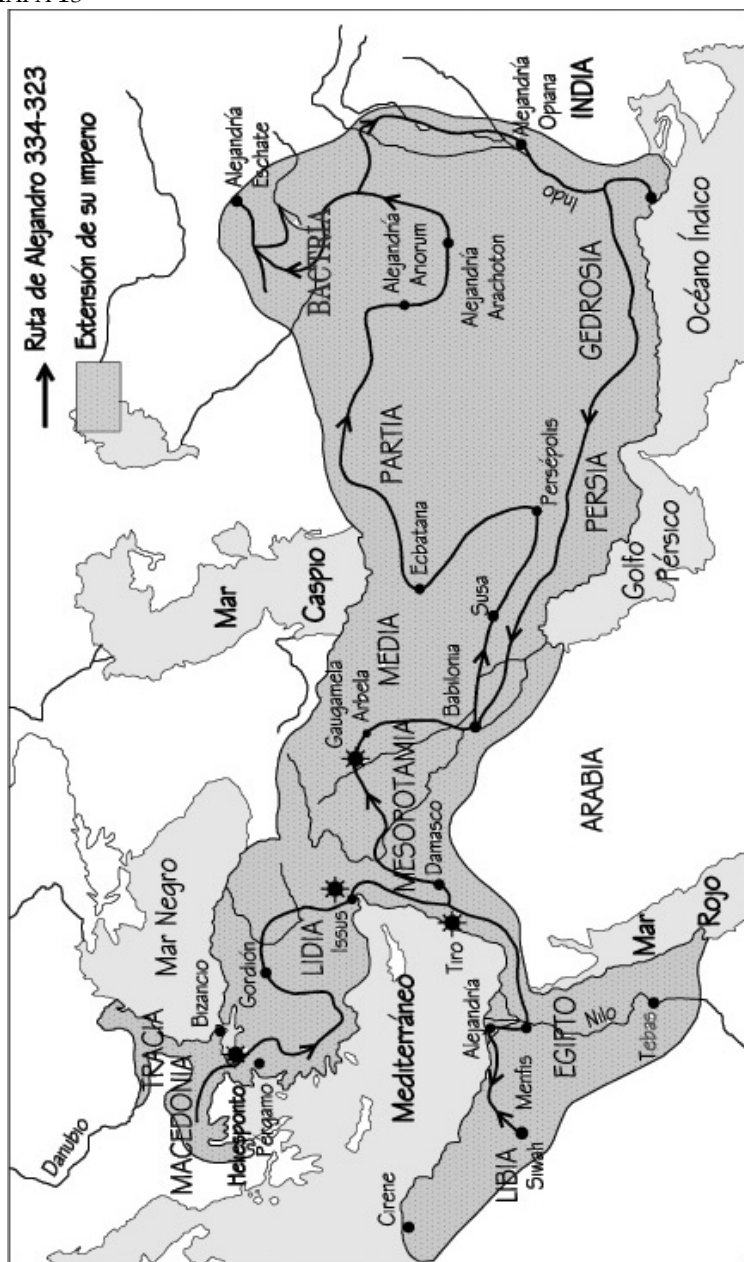 Ruta de Alejandro 334-323
Extensión de su imperio
Danubio
TRACIA
MACEDONIA
Bizancio
Helesponto
Pérgamo
Mar Negro
Gordion
LIDIA
Issus
Mediterráneo
Tiro
Damasco
Alejandría
Menfis
EGIPTO
Nilo
Tebas
LIBIA
Siwah
Cirene
Mar
Rojo
ARABIA
MESOPOTAMIA
Gaugamela
Arbela
Babilonia
Susa
MEDIA
Mar
Caspio
Ecbatana
Persépolis
PERSIA
Golfo
Pérsico
PARTIA
BACTRIA
Alejandría
Eschate
Alejandría
Ariorum
Alejandría
Arachoton
GEDROSIA
Indo
Alejandría
Opiana
INDIA
Océano Índico